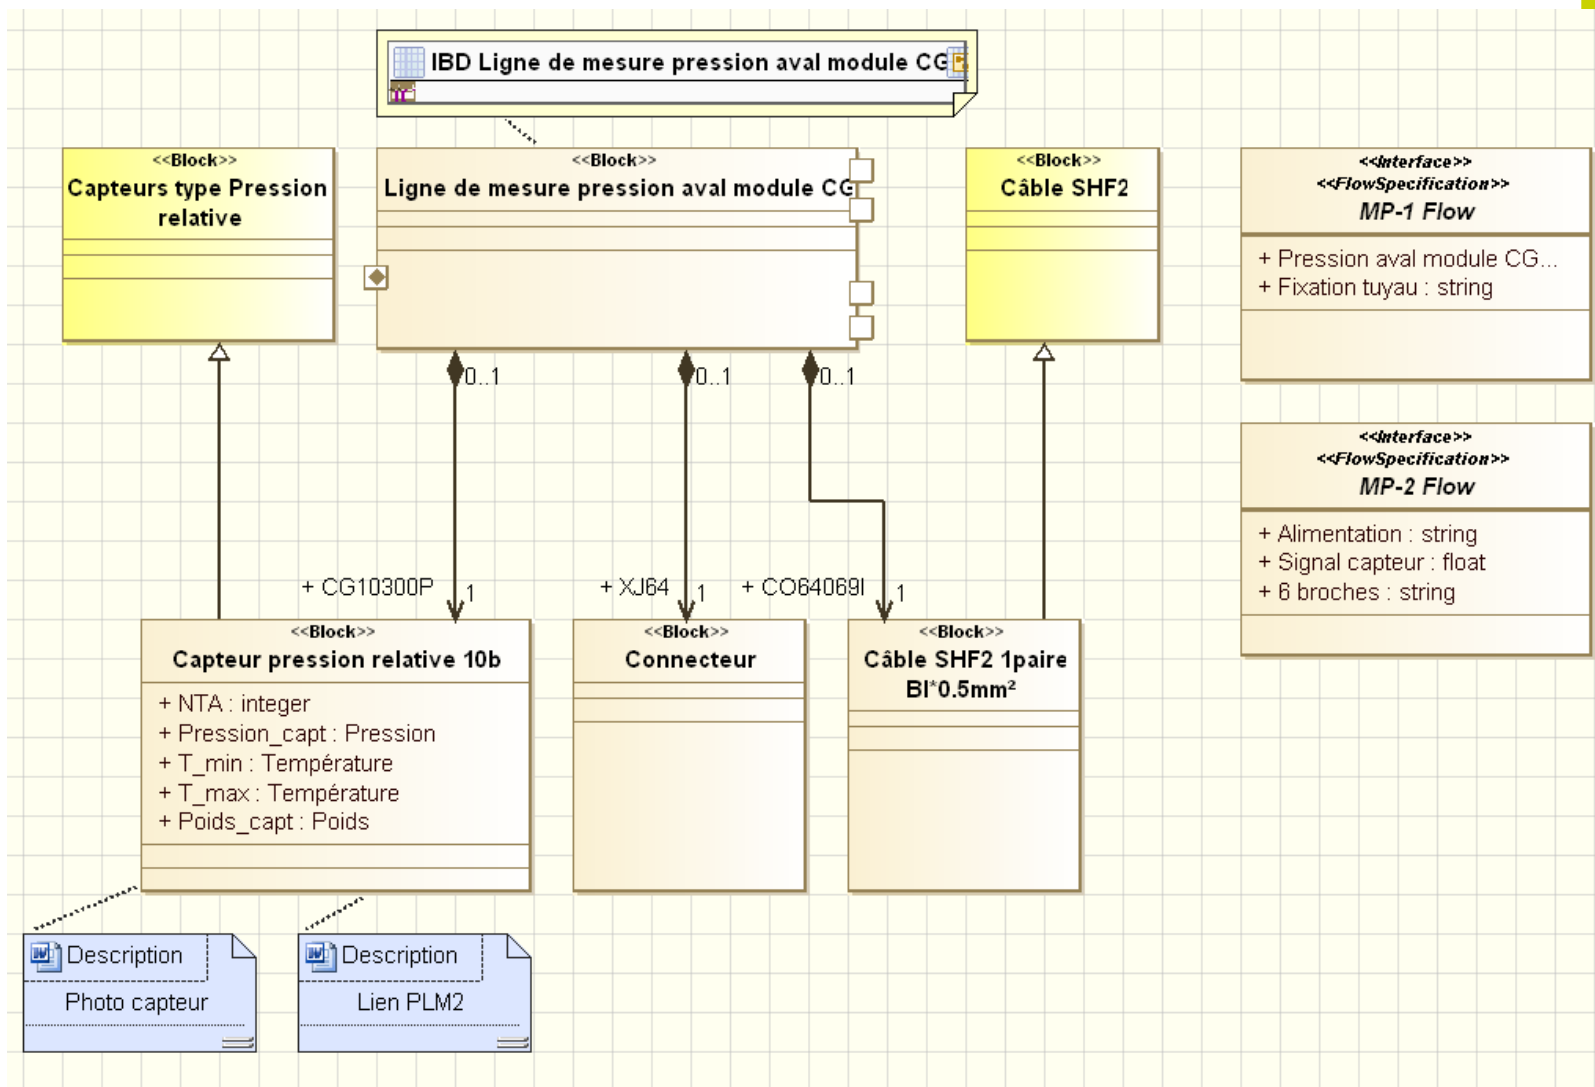 IBD Ligne de mesure pression aval module CG
<<Block>>
Capteurs type Pression
relative
<<Block>>
Ligne de mesure pression aval module CG
<<Block>>
Câble SHF2
<<Interface>>
<<FlowSpecification>>
MP-1 Flow
+ Pression aval module CG...
+ Fixation tuyau : string
0..1
0..1
0..1
<<Interface>>
<<FlowSpecification>>
MP-2 Flow
+ Alimentation : string
+ Signal capteur : float
+ 6 broches : string
+ CG10300P
1
+ XJ64
1
+ CO64069I
1
<<Block>>
Capteur pression relative 10b
+ NTA : integer
+ Pression_capt : Pression
+ T_min : Température
+ T_max : Température
+ Poids_capt : Poids
<<Block>>
Connecteur
<<Block>>
Câble SHF2 1paire
Bl*0.5mm²
Description
Photo capteur
Description
Lien PLM2